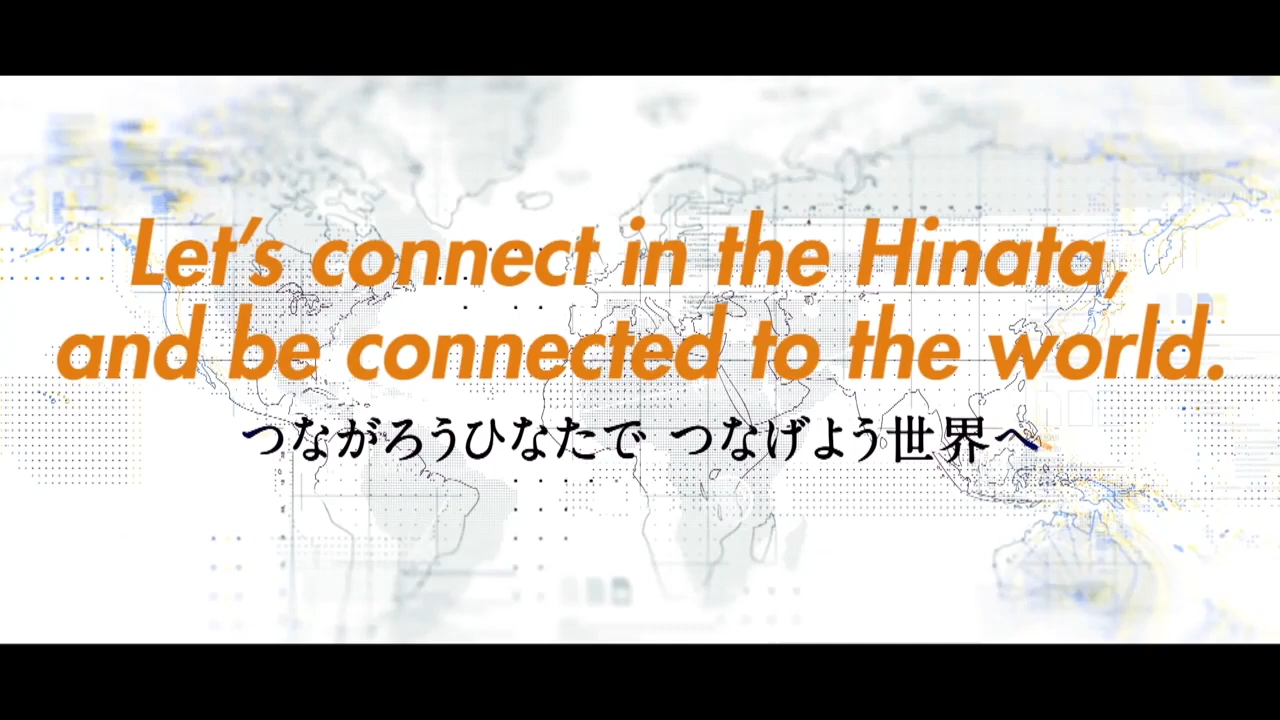 Let's connect in the Hinata,
and be connected to the world.
つながろうひなたで つなげよう世界へ